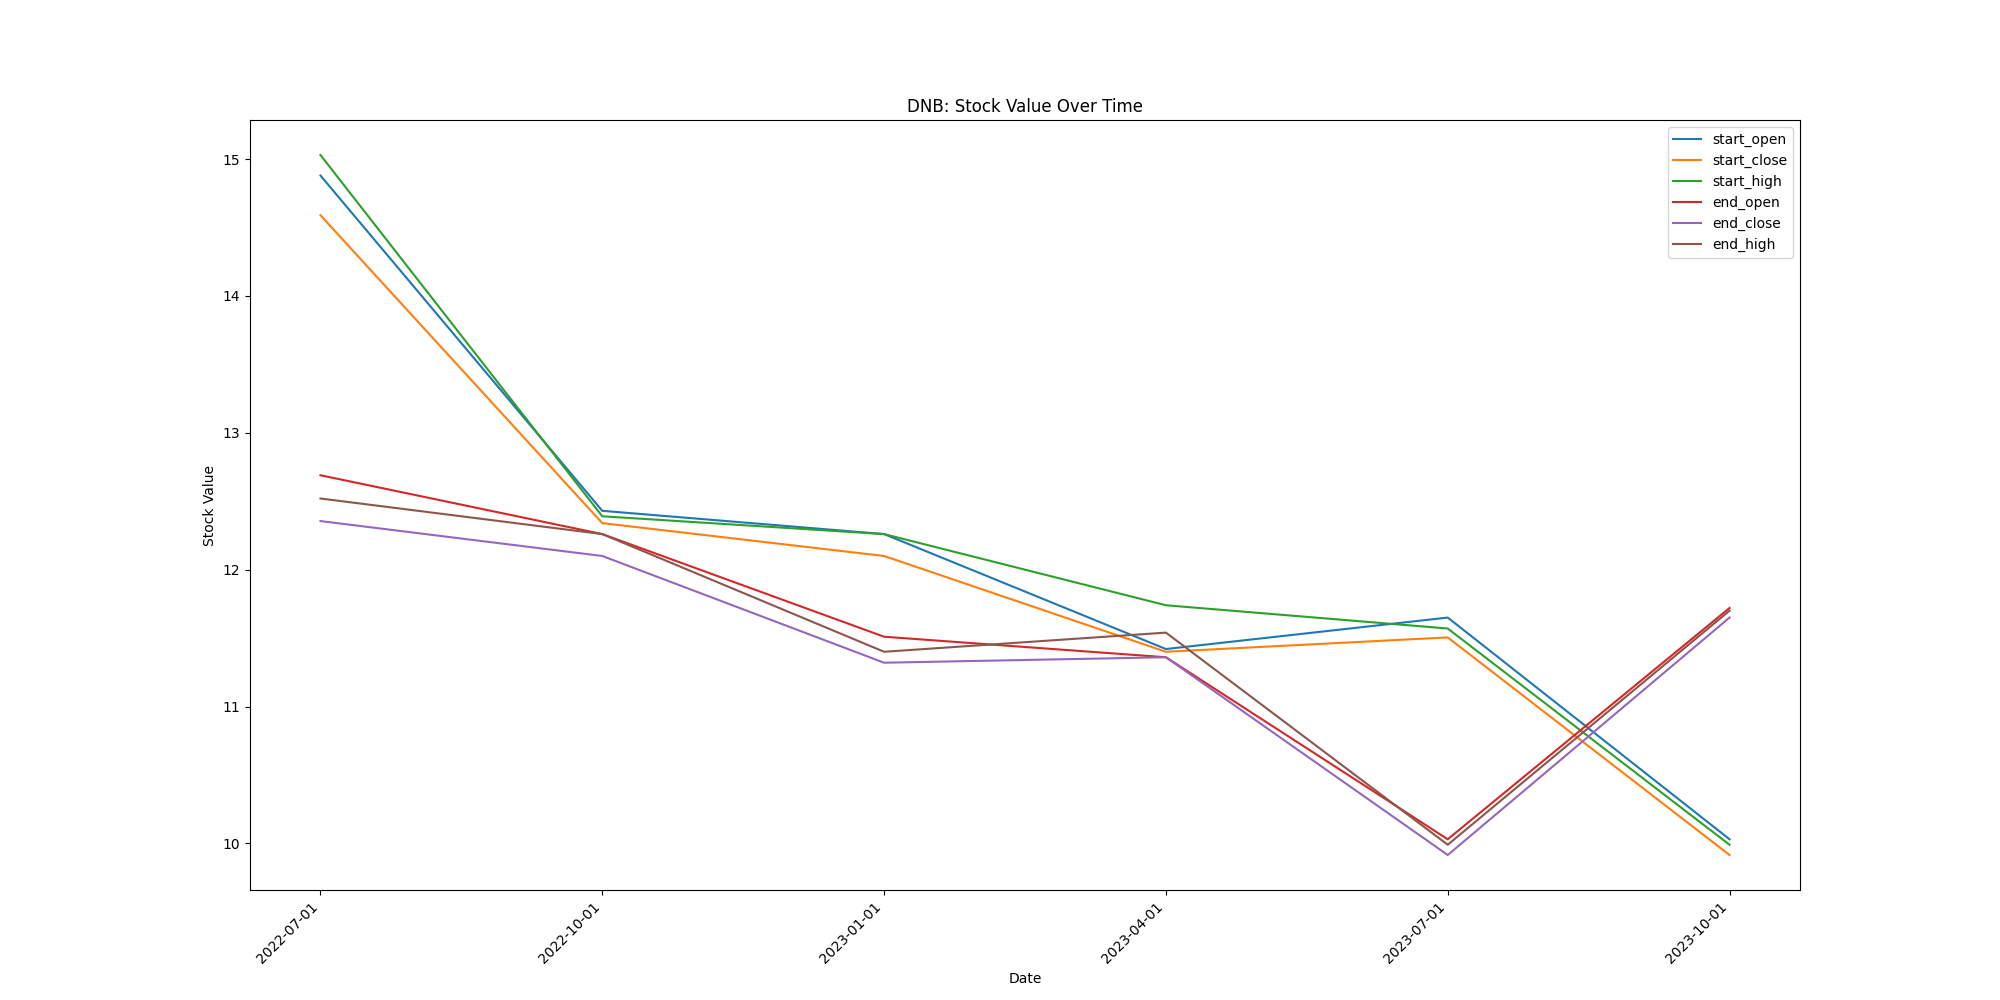 DNB: Stock Value Over Time
start_open
start_close
start_high
end_open
end_close
end_high
15
14
13
12
11
10
Stock Value
2022-07-01
2022-10-01
2023-01-01
2023-04-01
2023-07-01
2023-10-01
Date